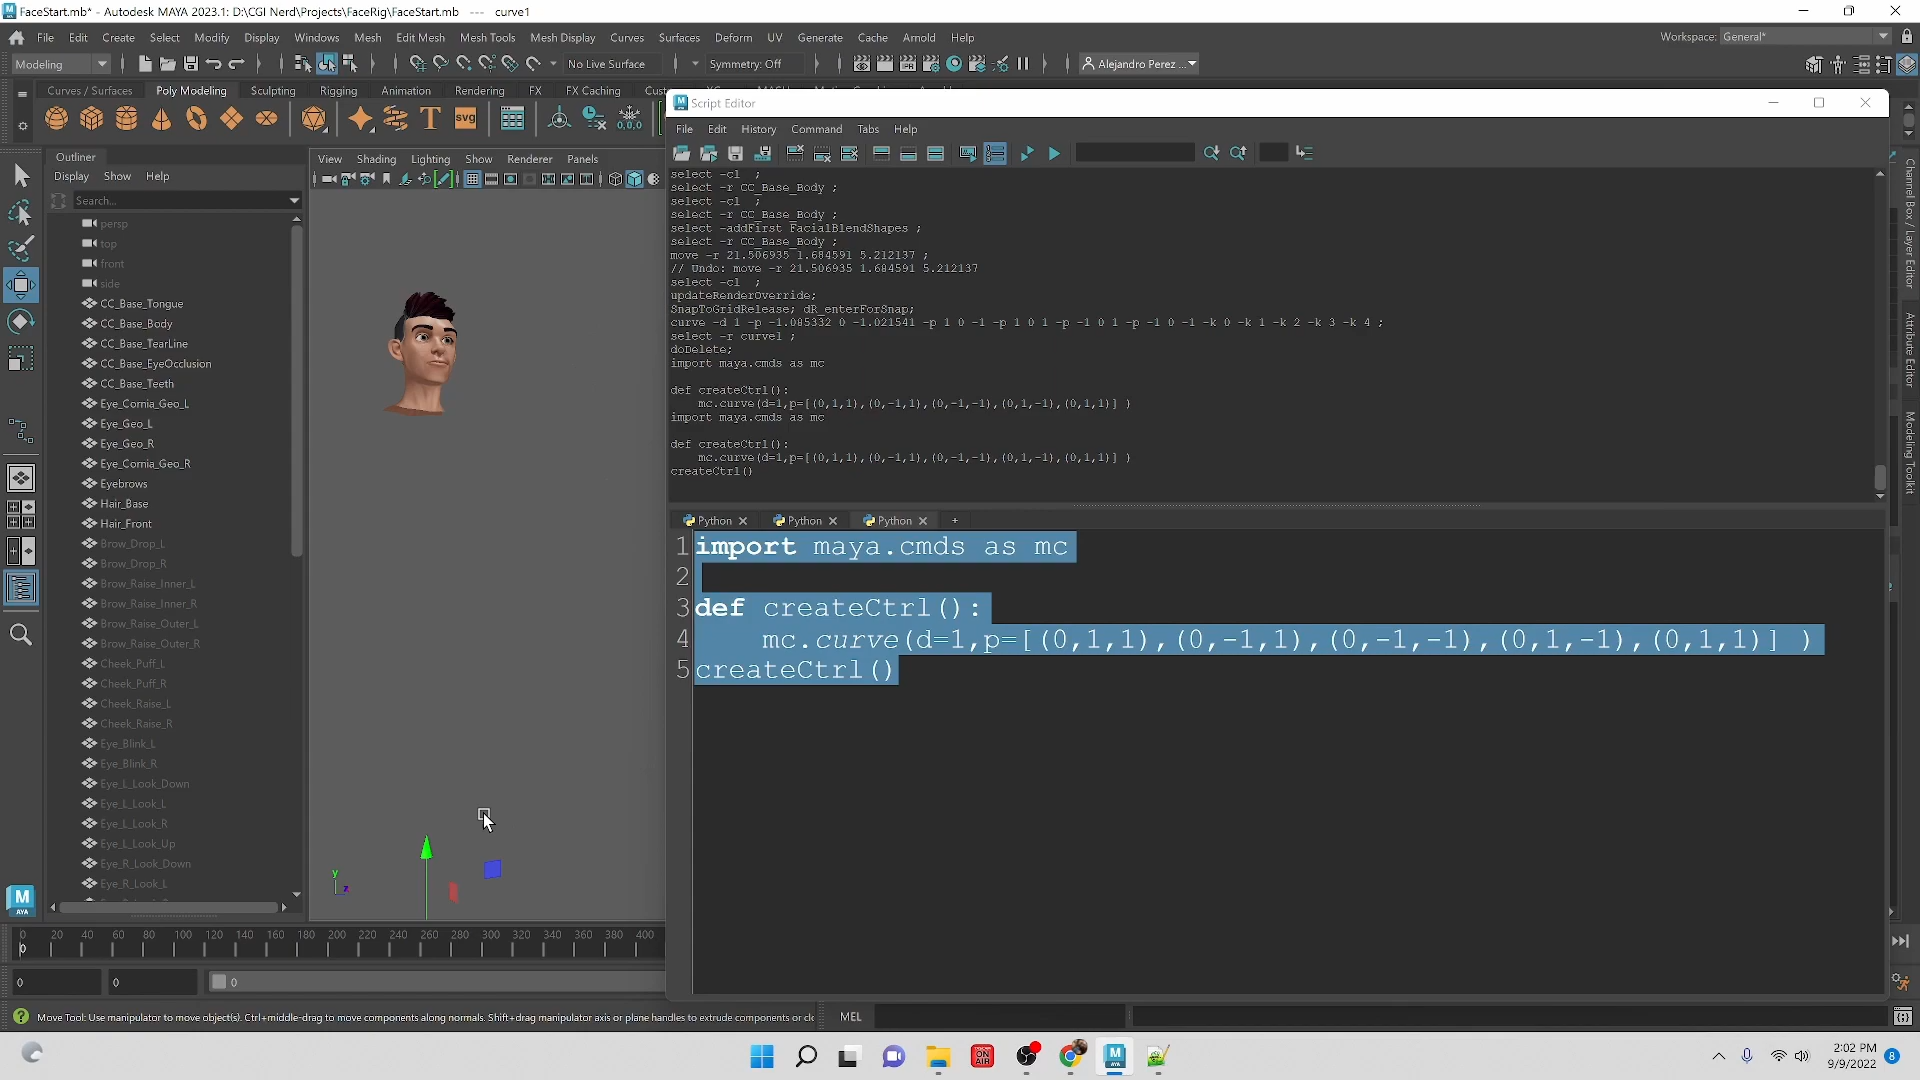 FaceStart.mb* - Autodesk MAYA 2023.1: D:\CGI Nerd\Projects\FaceRig\FaceStart.mb --- curve1
File Edit Create Select Modify Display Windows Mesh Edit Mesh Mesh Tools Mesh Display Curves Surfaces Deform UV Generate Cache Arnold Help
Workspace: General*
Modeling
No Live Surface
Symmetry: Off
Alejandro Perez ...
Curves / Surfaces Poly Modeling Sculpting Rigging Animation Rendering FX FX Caching
svg
0,0,0
Script Editor
File Edit History Command Tabs Help
Outliner
Display Show Help
Search...
persp
top
front
side
CC_Base_Tongue
CC_Base_Body
CC_Base_TearLine
CC_Base_EyeOcclusion
CC_Base_Teeth
Eye_Cornia_Geo_L
Eye_Geo_L
Eye_Geo_R
Eye_Cornia_Geo_R
Eyebrows
Hair_Base
Hair_Front
Brow_Drop_L
Brow_Drop_R
Brow_Raise_Inner_L
Brow_Raise_Inner_R
Brow_Raise_Outer_L
Brow_Raise_Outer_R
Cheek_Puff_L
Cheek_Puff_R
Cheek_Raise_L
Cheek_Raise_R
Eye_Blink_L
Eye_Blink_R
Eye_L_Look_Down
Eye_L_Look_L
Eye_L_Look_R
Eye_L_Look_Up
Eye_R_Look_Down
Eye_R_Look_L
View Shading Lighting Show Renderer Panels
y
z
select -cl  ;
select -r CC_Base_Body ;
select -cl  ;
select -r CC_Base_Body ;
select -addFirst FacialBlendShapes ;
select -r CC_Base_Body ;
move -r 21.506935 1.684591 5.212137 ;
// Undo: move -r 21.506935 1.684591 5.212137
select -cl  ;
updateRenderOverride;
SnapToGridRelease; dR_enterForSnap;
curve -d 1 -p -1.085332 0 -1.021541 -p 1 0 -1 -p 1 0 1 -p -1 0 1 -p -1 0 -1 -k 0 -k 1 -k 2 -k 3 -k 4 ;
select -r curve1 ;
doDelete;
import maya.cmds as mc
def createCtrl():
mc.curve(d=1,p=[(0,1,1),(0,-1,1),(0,-1,-1),(0,1,-1),(0,1,1)] )
import maya.cmds as mc
def createCtrl():
mc.curve(d=1,p=[(0,1,1),(0,-1,1),(0,-1,-1),(0,1,-1),(0,1,1)] )
createCtrl()
Python Python Python +
1 import maya.cmds as mc
2
3 def createCtrl():
4 mc.curve(d=1,p=[(0,1,1),(0,-1,1),(0,-1,-1),(0,1,-1),(0,1,1)] )
5 createCtrl()
Channel Box / Layer Editor
Attribute Editor
Modeling Toolkit
0 20 40 60 80 100 120 140 160 180 200 220 240 260 280 300 320 340 360 380 400
0
0 0 0
Move Tool: Use manipulator to move object(s). Ctrl+middle-drag to move components along normals. Shift+drag manipulator axis or plane handles to extrude components or
MEL
M AYA
ON AIR
2:02 PM
9/9/2022
8